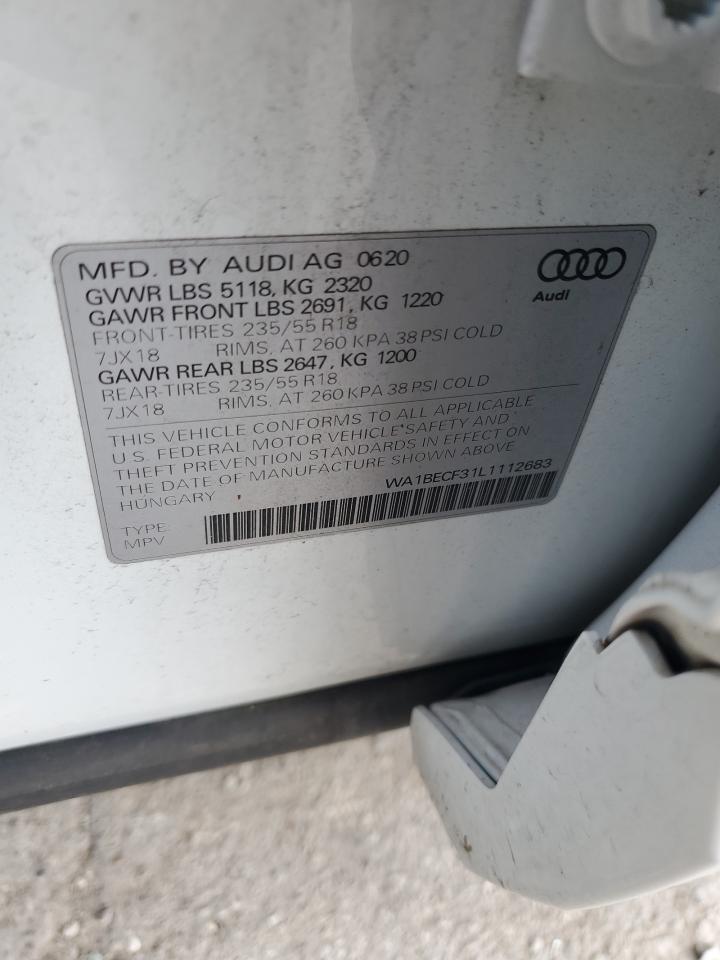 MFD. BY AUDI AG 0620
GVWR LBS 5118, KG 2320
GAWR FRONT LBS 2691, KG 1220
FRONT-TIRES 235/55 R18
7JX18 RIMS, AT 260 KPA 38 PSI COLD
GAWR REAR LBS 2647, KG 1200
REAR-TIRES 235/55 R18
7JX18 RIMS, AT 260 KPA 38 PSI COLD
Audi
THIS VEHICLE CONFORMS TO ALL APPLICABLE
U.S. FEDERAL MOTOR VEHICLE SAFETY AND
THEFT PREVENTION STANDARDS IN EFFECT ON
THE DATE OF MANUFACTURE SHOWN ABOVE
HUNGARY WA1BECF31L1112683
TYPE:
MPV